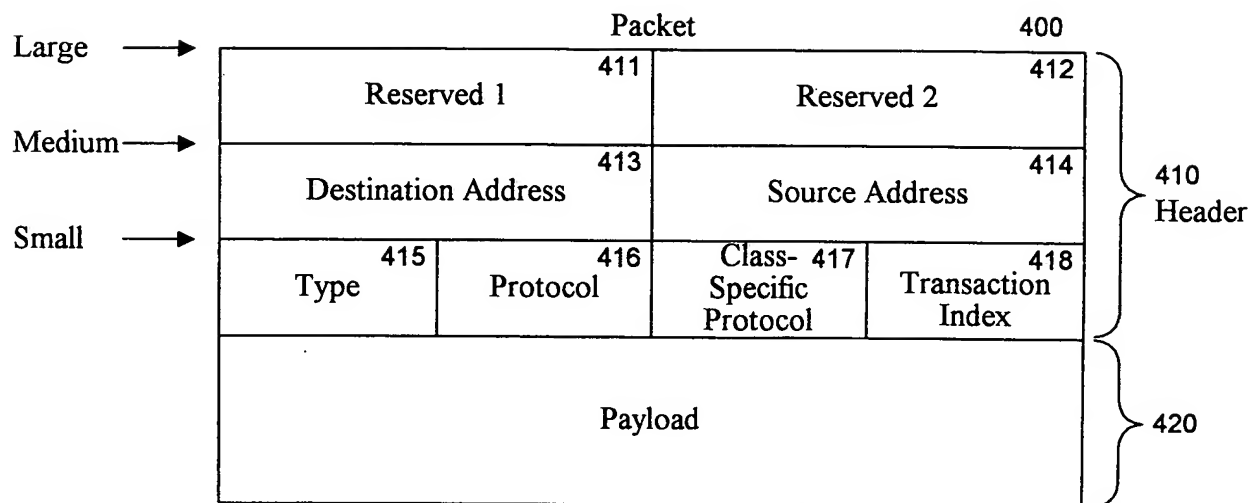 Packet 400
Large
411 412
Reserved 1 Reserved 2
Medium
413 414
Destination Address Source Address
410
Header
Small
415 416 Class- 417 418
Type Protocol Specific Transaction
Protocol Index
Payload 420